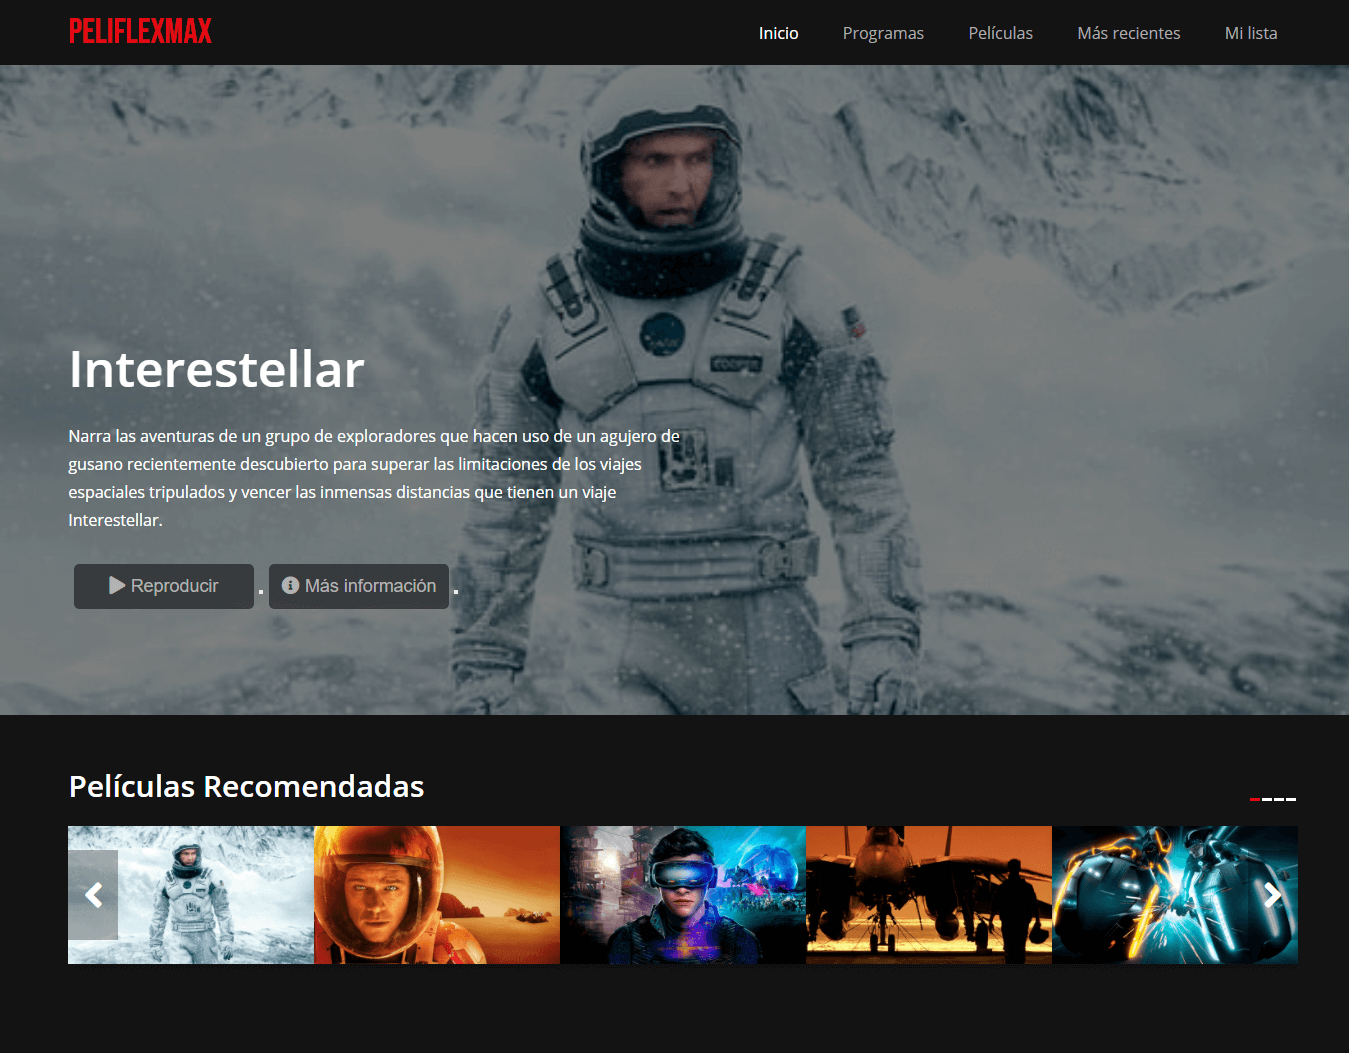 PELIFLEXMAX
Inicio
Programas
Películas
Más recientes
Mi lista
Interestellar
Narra las aventuras de un grupo de exploradores que hacen uso de un agujero de
gusano recientemente descubierto para superar las limitaciones de los viajes
espaciales tripulados y vencer las inmensas distancias que tienen un viaje
Interestellar.
Reproducir
Más información
Películas Recomendadas